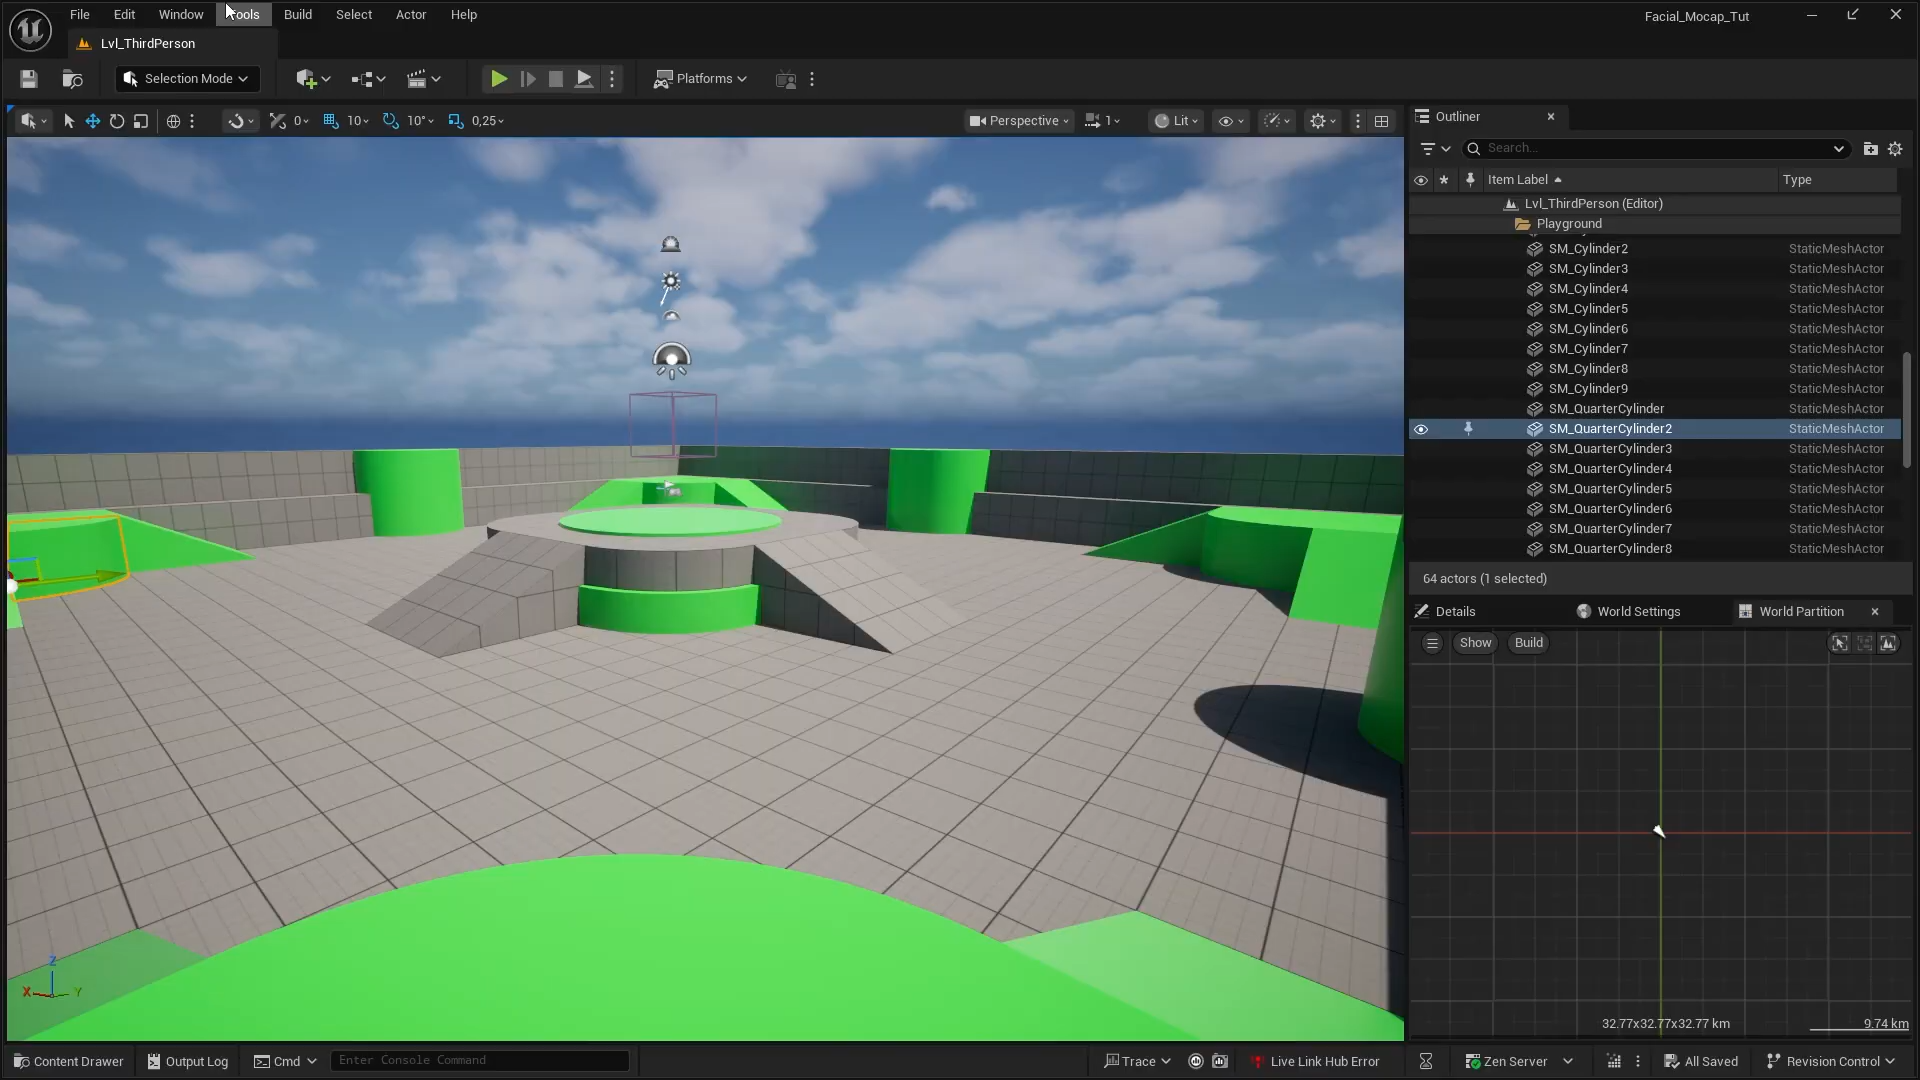 File Edit Window Tools Build Select Actor Help
Facial_Mocap_Tut
Lvl_ThirdPerson
Selection Mode
Platforms
0 10 10° 0,25
Perspective 1 Lit
Outliner
Search...
Item Label Type
Lvl_ThirdPerson (Editor)
Playground
SM_Cylinder2 StaticMeshActor
SM_Cylinder3 StaticMeshActor
SM_Cylinder4 StaticMeshActor
SM_Cylinder5 StaticMeshActor
SM_Cylinder6 StaticMeshActor
SM_Cylinder7 StaticMeshActor
SM_Cylinder8 StaticMeshActor
SM_Cylinder9 StaticMeshActor
SM_QuarterCylinder StaticMeshActor
SM_QuarterCylinder2 StaticMeshActor
SM_QuarterCylinder3 StaticMeshActor
SM_QuarterCylinder4 StaticMeshActor
SM_QuarterCylinder5 StaticMeshActor
SM_QuarterCylinder6 StaticMeshActor
SM_QuarterCylinder7 StaticMeshActor
SM_QuarterCylinder8 StaticMeshActor
64 actors (1 selected)
Details World Settings World Partition
Show Build
32.77x32.77x32.77 km 9.74 km
Z
X Y
Content Drawer Output Log Cmd Enter Console Command Trace Live Link Hub Error Zen Server All Saved Revision Control